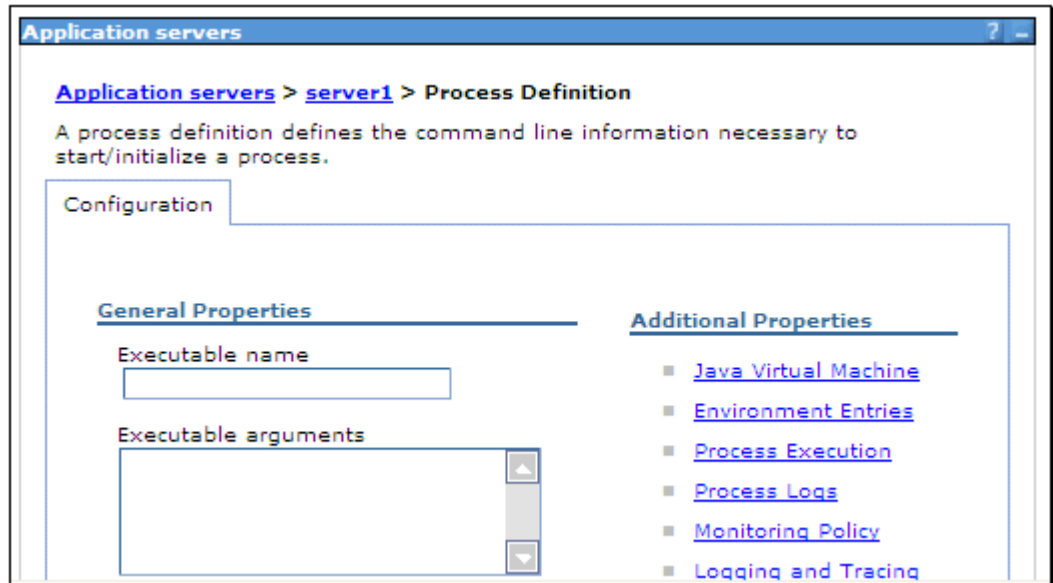 Application servers ? –
Application servers > server1 > Process Definition
A process definition defines the command line information necessary to
start/initialize a process.
Configuration
General Properties
Executable name
Executable arguments
Additional Properties
Java Virtual Machine
Environment Entries
Process Execution
Process Logs
Monitoring Policy
Logging and Tracing